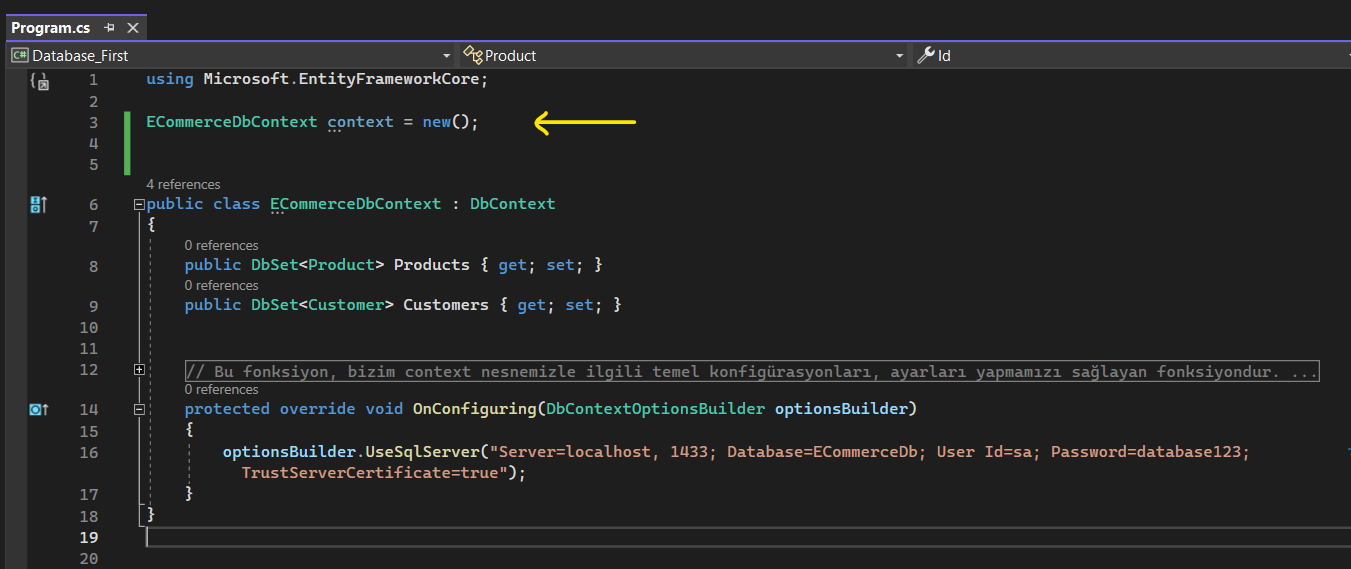 Program.cs
Database_First Product Id
1 using Microsoft.EntityFrameworkCore;
2
3 ECommerceDbContext context = new();
4
5
4 references
6 public class ECommerceDbContext : DbContext
7 {
0 references
8 public DbSet<Product> Products { get; set; }
0 references
9 public DbSet<Customer> Customers { get; set; }
10
11
12 // Bu fonksiyon, bizim context nesnemizle ilgili temel konfigürasyonları, ayarları yapmamızı sağlayan fonksiyondur. ...
0 references
14 protected override void OnConfiguring(DbContextOptionsBuilder optionsBuilder)
15 {
16 optionsBuilder.UseSqlServer("Server=localhost, 1433; Database=ECommerceDb; User Id=sa; Password=database123;
TrustServerCertificate=true");
17 }
18 }
19
20